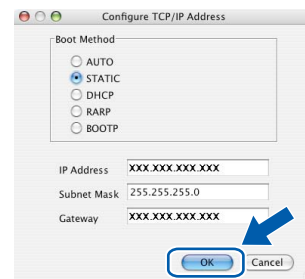 Configure TCP/IP Address
Boot Method
AUTO
STATIC
DHCP
RARP
BOOTP
IP Address XXX.XXX.XXX.XXX
Subnet Mask 255.255.255.0
Gateway XXX.XXX.XXX.XXX
OK Cancel